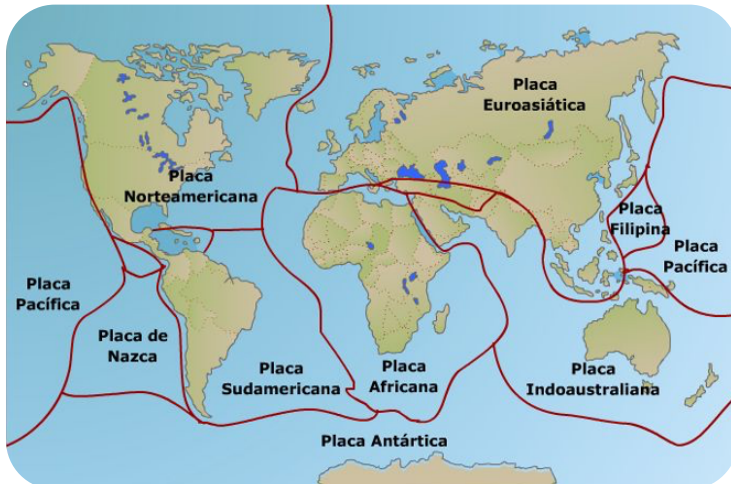 Placa
Euroasiática
Placa
Norteamericana
Placa
Filipina
Placa
Pacífica
Placa
Pacífica
Placa de
Nazca
Placa
Sudamericana
Placa
Africana
Placa
Indoaustraliana
Placa Antártica